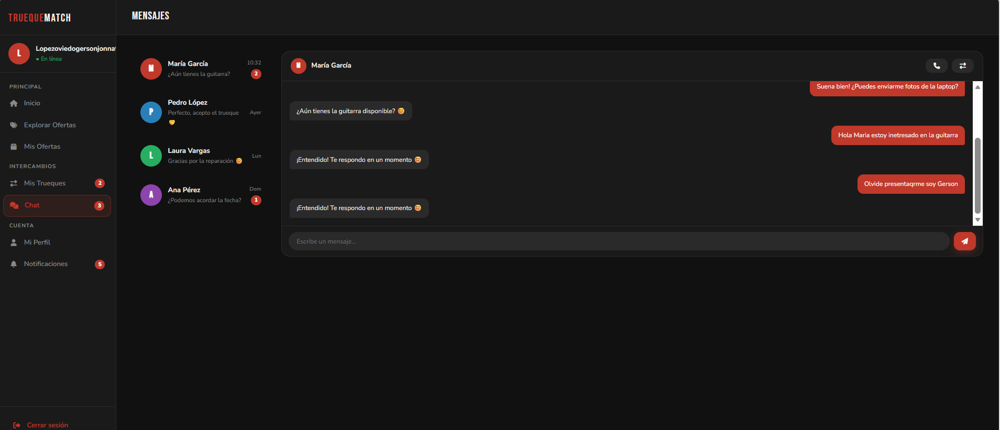 TRUEQUEMATCH
MENSAJES
L
Lopezoviedogersonjonnat
En línea
PRINCIPAL
Inicio
Explorar Ofertas
Mis Ofertas
INTERCAMBIOS
Mis Trueques 2
Chat 3
CUENTA
Mi Perfil
Notificaciones 5
Cerrar sesión
M
María García 10:32
¿Aún tienes la guitarra? 2
P
Pedro López
Perfecto, acepto el trueque Ayer
🤝
L
Laura Vargas
Gracias por la reparación 😊 Lun
A
Ana Pérez Dom
¿Podemos acordar la fecha? 1
M María García
Suena bien! ¿Puedes enviarme fotos de la laptop?
¿Aún tienes la guitarra disponible? 😊
Hola Maria estoy inetresado en la guitarra
¡Entendido! Te respondo en un momento 😊
Olvide presentaqrme soy Gerson
¡Entendido! Te respondo en un momento 😊
Escribe un mensaje...